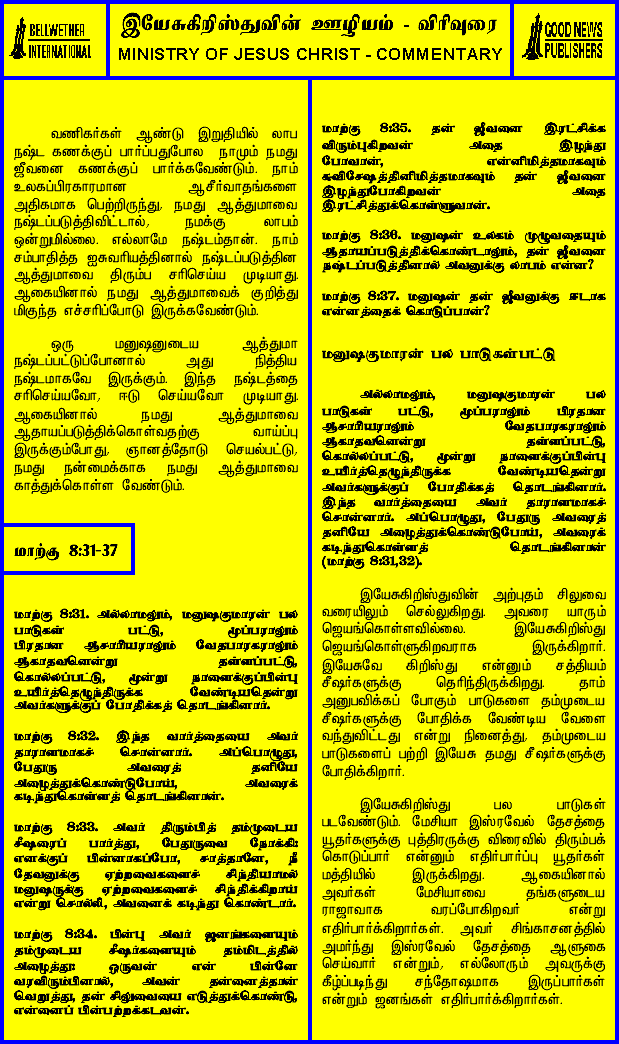 BELLWETHER
INTERNATIONAL
இயேசுகிறிஸ்துவின் ஊழியம் - விரிவுரை
MINISTRY OF JESUS CHRIST - COMMENTARY
GOOD NEWS
PUBLISHERS
வணிகர்கள் ஆண்டு இறுதியில் லாப
நஷ்ட கணக்குப் பார்ப்பதுபோல நாமும் நமது
ஜீவனை கணக்குப் பார்க்கவேண்டும். நாம்
உலகப்பிரகாரமான ஆசீர்வாதங்களை
அதிகமாக பெற்றிருந்து, நமது ஆத்துமாவை
நஷ்டப்படுத்திவிட்டால், நமக்கு லாபம்
ஒன்றுமில்லை. எல்லாமே நஷ்டம்தான். நாம்
சம்பாதித்த ஐசுவரியத்தினால் நஷ்டப்படுத்தின
ஆத்துமாவை திரும்ப சரிசெய்ய முடியாது.
ஆகையினால் நமது ஆத்துமாவைக் குறித்து
மிகுந்த எச்சரிப்போடு இருக்கவேண்டும்.
ஒரு மனுஷனுடைய ஆத்துமா
நஷ்டப்பட்டுப்போனால் அது நித்திய
நஷ்டமாகவே இருக்கும். இந்த நஷ்டத்தை
சரிசெய்யவோ, ஈடு செய்யவோ முடியாது.
ஆகையினால் நமது ஆத்துமாவை
ஆதாயப்படுத்திக்கொள்வதற்கு வாய்ப்பு
இருக்கும்போது, ஞானத்தோடு செயல்பட்டு,
நமது நன்மைக்காக நமது ஆத்துமாவை
காத்துக்கொள்ள வேண்டும்.
மாற்கு 8:31-37
மாற்கு 8:31. அல்லாமலும், மனுஷகுமாரன் பல
பாடுகள் பட்டு, மூப்பராலும்
பிரதான ஆசாரியராலும் வேதபாரகராலும்
ஆகாதவனென்று தள்ளப்பட்டு,
கொல்லப்பட்டு, மூன்று நாளைக்குப்பின்பு
உயிர்த்தெழுந்திருக்க வேண்டியதென்று
அவர்களுக்குப் போதிக்கத் தொடங்கினார்.
மாற்கு 8:32. இந்த வார்த்தையை அவர்
தாராளமாகச் சொன்னார். அப்பொழுது,
பேதுரு அவரைத் தனியே
அழைத்துக்கொண்டுபோய், அவரைக்
கடிந்துகொள்ளத் தொடங்கினான்.
மாற்கு 8:33. அவர் திரும்பித் தம்முடைய
சீஷரைப் பார்த்து, பேதுருவை நோக்கி:
எனக்குப் பின்னாகப்போ, சாத்தானே, நீ
தேவனுக்கு ஏற்றவைகளைச் சிந்தியாமல்
மனுஷருக்கு ஏற்றவைகளைச் சிந்திக்கிறாய்
என்று சொல்லி, அவனைக் கடிந்து கொண்டார்.
மாற்கு 8:34. பின்பு அவர் ஜனங்களையும்
தம்முடைய சீஷர்களையும் தம்மிடத்தில்
அழைத்து: ஒருவன் என் பின்னே
வரவிரும்பினால், அவன் தன்னைத்தான்
வெறுத்து, தன் சிலுவையை எடுத்துக்கொண்டு,
என்னைப் பின்பற்றக்கடவன்.
மாற்கு 8:35. தன் ஜீவனை இரட்சிக்க
விரும்புகிறவன் அதை இழந்து
போவான், என்னிமித்தமாகவும்
சுவிசேஷத்தினிமித்தமாகவும் தன் ஜீவனை
இழந்துபோகிறவன் அதை
இரட்சித்துக்கொள்ளுவான்.
மாற்கு 8:36. மனுஷன் உலகம் முழுவதையும்
ஆதாயப்படுத்திக்கொண்டாலும், தன் ஜீவனை
நஷ்டப்படுத்தினால் அவனுக்கு லாபம் என்ன?
மாற்கு 8:37. மனுஷன் தன் ஜீவனுக்கு ஈடாக
என்னத்தைக் கொடுப்பான்?
மனுஷகுமாரன் பல பாடுகள்பட்டு
அல்லாமலும், மனுஷகுமாரன் பல
பாடுகள் பட்டு, மூப்பராலும் பிரதான
ஆசாரியராலும் வேதபாரகராலும்
ஆகாதவனென்று தள்ளப்பட்டு,
கொல்லப்பட்டு, மூன்று நாளைக்குப்பின்பு
உயிர்த்தெழுந்திருக்க வேண்டியதென்று
அவர்களுக்குப் போதிக்கத் தொடங்கினார்.
இந்த வார்த்தையை அவர் தாராளமாகச்
சொன்னார். அப்பொழுது, பேதுரு அவரைத்
தனியே அழைத்துக்கொண்டுபோய், அவரைக்
கடிந்துகொள்ளத் தொடங்கினான்
(மாற்கு 8:31,32).
இயேசுகிறிஸ்துவின் அற்புதம் சிலுவை
வரையிலும் செல்லுகிறது. அவரை யாரும்
ஜெயங்கொள்ளவில்லை. இயேசுகிறிஸ்து
ஜெயங்கொள்ளுகிறவராக இருக்கிறார்.
இயேசுவே கிறிஸ்து என்னும் சத்தியம்
சீஷர்களுக்கு தெரிந்திருக்கிறது. தாம்
அனுபவிக்கப் போகும் பாடுகளை தம்முடைய
சீஷர்களுக்கு போதிக்க வேண்டிய வேளை
வந்துவிட்டது என்று நினைத்து, தம்முடைய
பாடுகளைப் பற்றி இயேசு தமது சீஷர்களுக்கு
போதிக்கிறார்.
இயேசுகிறிஸ்து பல பாடுகள்
படவேண்டும். மேசியா இஸ்ரவேல் தேசத்தை
யூதர்களுக்கு புத்திரருக்கு விரைவில் திரும்பக்
கொடுப்பார் என்னும் எதிர்பார்ப்பு யூதர்கள்
மத்தியில் இருக்கிறது. ஆகையினால்
அவர்கள் மேசியாவை தங்களுடைய
ராஜாவாக வரப்போகிறவர் என்று
எதிர்பார்க்கிறார்கள். அவர் சிங்காசனத்தில்
அமர்ந்து இஸ்ரவேல் தேசத்தை ஆளுகை
செய்வார் என்றும், எல்லோரும் அவருக்கு
கீழ்ப்படிந்து சந்தோஷமாக இருப்பார்கள்
என்றும் ஜனங்கள் எதிர்பார்க்கிறார்கள்.